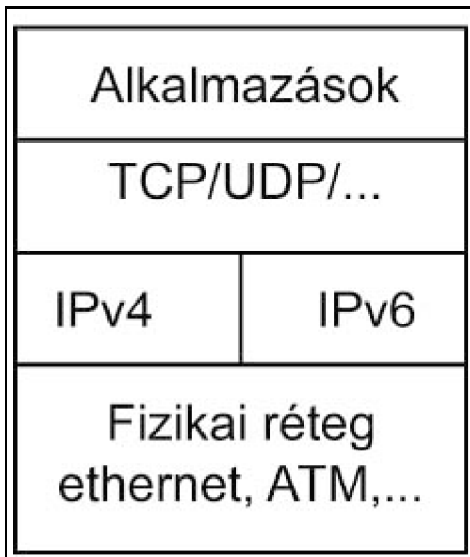 Alkalmazások
TCP/UDP/...
IPv4 IPv6
Fizikai réteg
ethernet, ATM,...